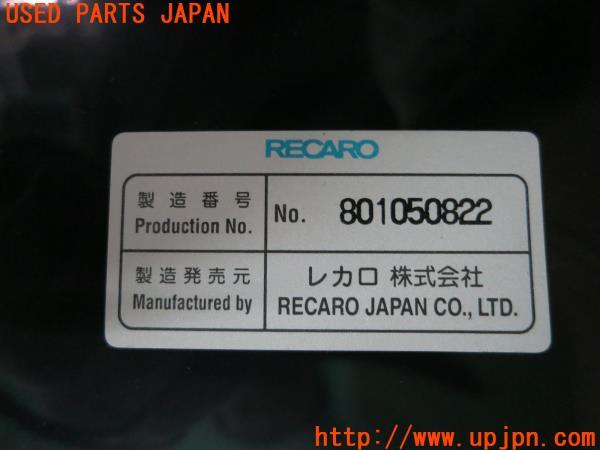 USED PARTS JAPAN
RECARO
製造番号
Production No.
No. 801050822
製造発売元
Manufactured by
レカロ 株式会社
RECARO JAPAN CO., LTD.
http://www.upjpn.com/